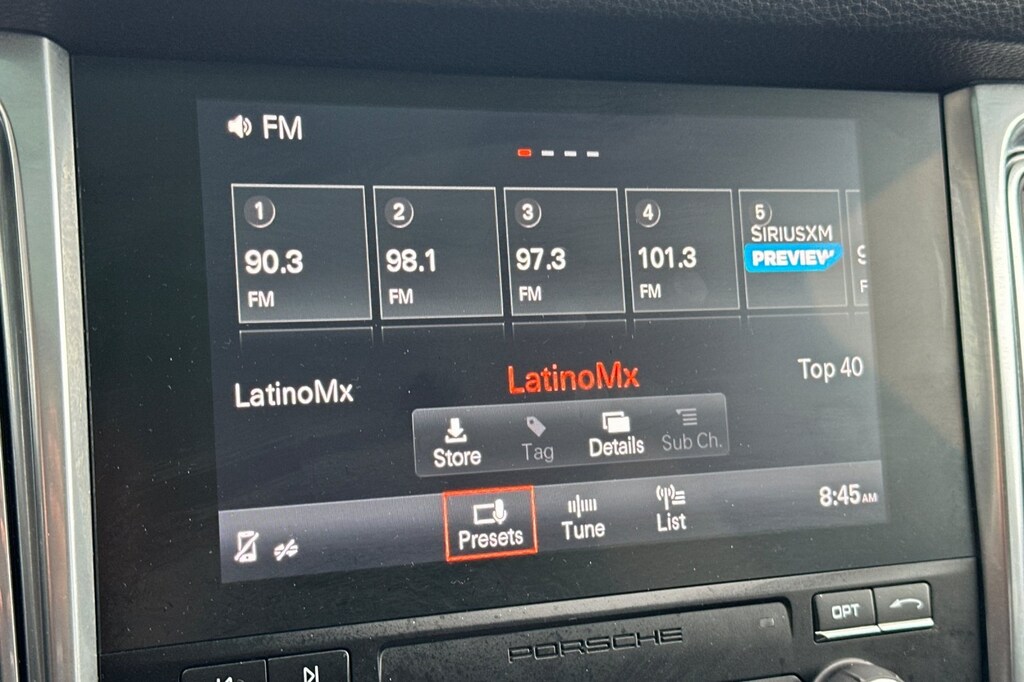 FM
1
2
3
4
5
SIRIUSXM
PREVIEW
90.3
98.1
97.3
101.3
FM
FM
FM
FM
LatinoMx
LatinoMx
Top 40
Store
Tag
Details
Sub Ch.
Presets
Tune
List
8:45AM
OPT
PORSCHE